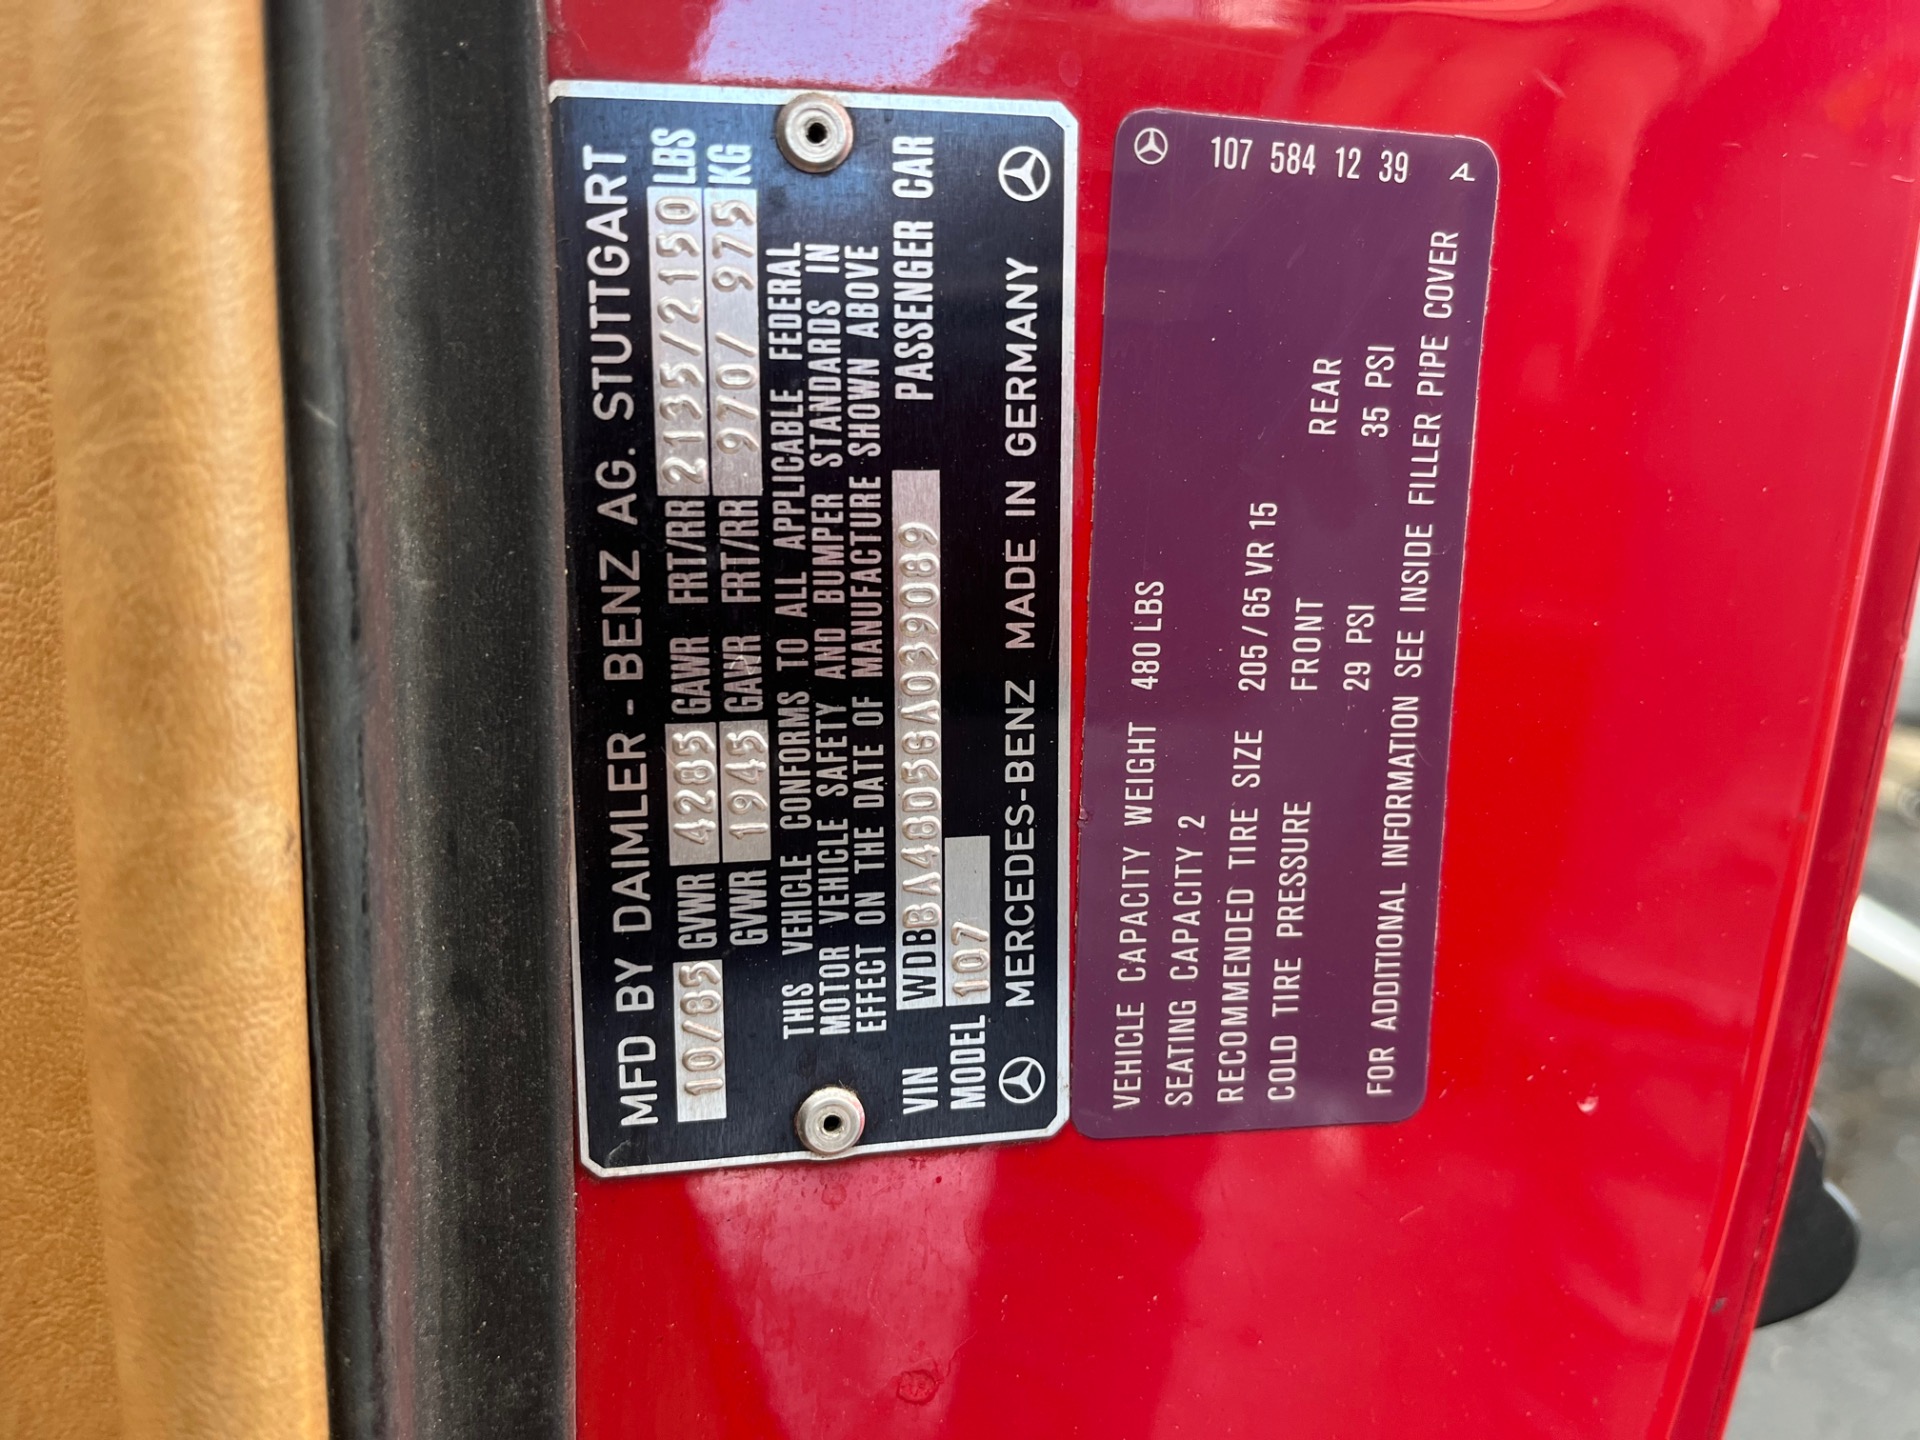 MFD BY DAIMLER - BENZ AG. STUTTGART
10/85 GVWR 4285 GAWR FRT/RR 2135/2150 LBS
GVWR 1945 GAWR FRT/RR 970/ 975 KG
THIS VEHICLE CONFORMS TO ALL APPLICABLE FEDERAL
MOTOR VEHICLE SAFETY AND BUMPER STANDARDS IN
EFFECT ON THE DATE OF MANUFACTURE SHOWN ABOVE
VIN WDBBA48D5GA039089 PASSENGER CAR
MODEL 107
MERCEDES-BENZ MADE IN GERMANY
107 584 12 39 A
VEHICLE CAPACITY WEIGHT 480 LBS
SEATING CAPACITY 2
RECOMMENDED TIRE SIZE 205/65 VR 15
COLD TIRE PRESSURE FRONT REAR
29 PSI 35 PSI
FOR ADDITIONAL INFORMATION SEE INSIDE FILLER PIPE COVER